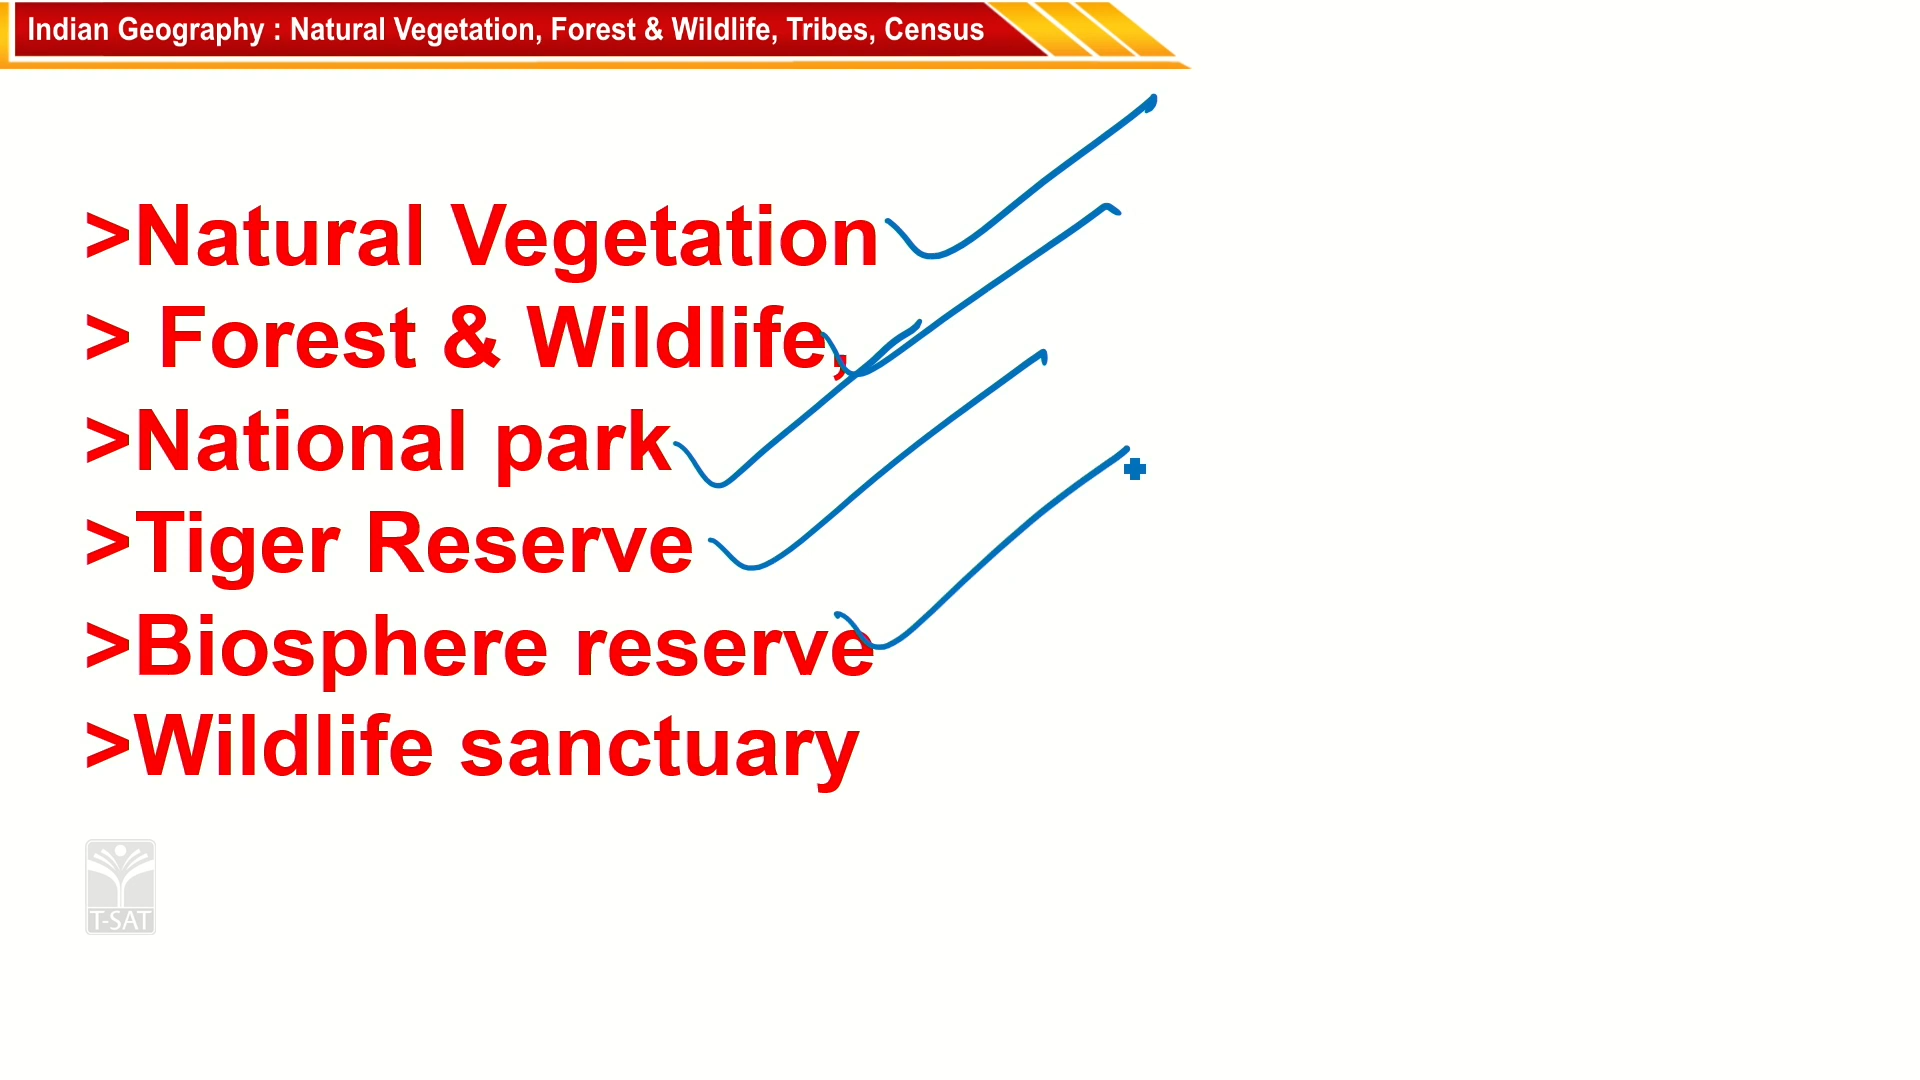 Indian Geography : Natural Vegetation, Forest & Wildlife, Tribes, Census
>Natural Vegetation
> Forest & Wildlife,
>National park
>Tiger Reserve
>Biosphere reserve
>Wildlife sanctuary
T-SAT